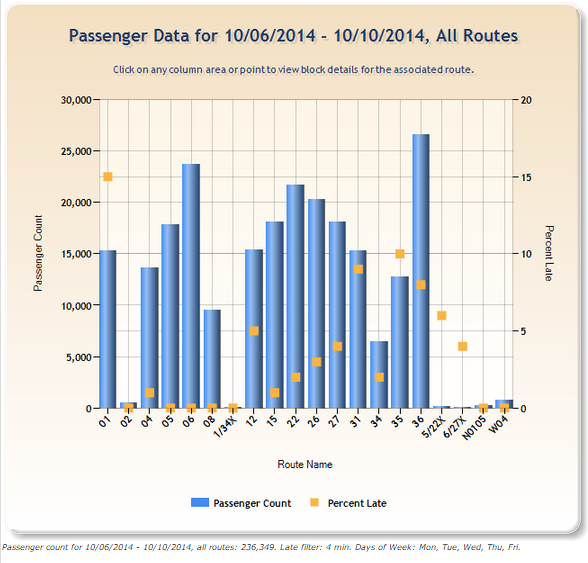 Passenger Data for 10/06/2014 - 10/10/2014, All Routes
Click on any column area or point to view block details for the associated route.
30,000
25,000
20,000
15,000
10,000
5,000
0
Passenger Count
20
15
10
5
0
Percent Late
01
02
04
05
06
08
1/34X
12
15
22
26
27
31
34
35
36
5/22X
6/27X
N0105
W04
Route Name
Passenger Count
Percent Late
Passenger count for 10/06/2014 - 10/10/2014, all routes: 236,349. Late filter: 4 min. Days of Week: Mon, Tue, Wed, Thu, Fri.